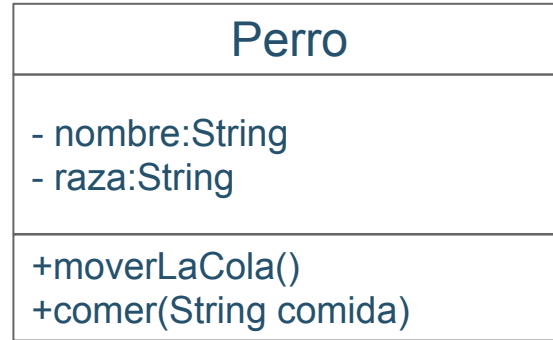 Perro
- nombre:String
- raza:String
+moverLaCola()
+comer(String comida)